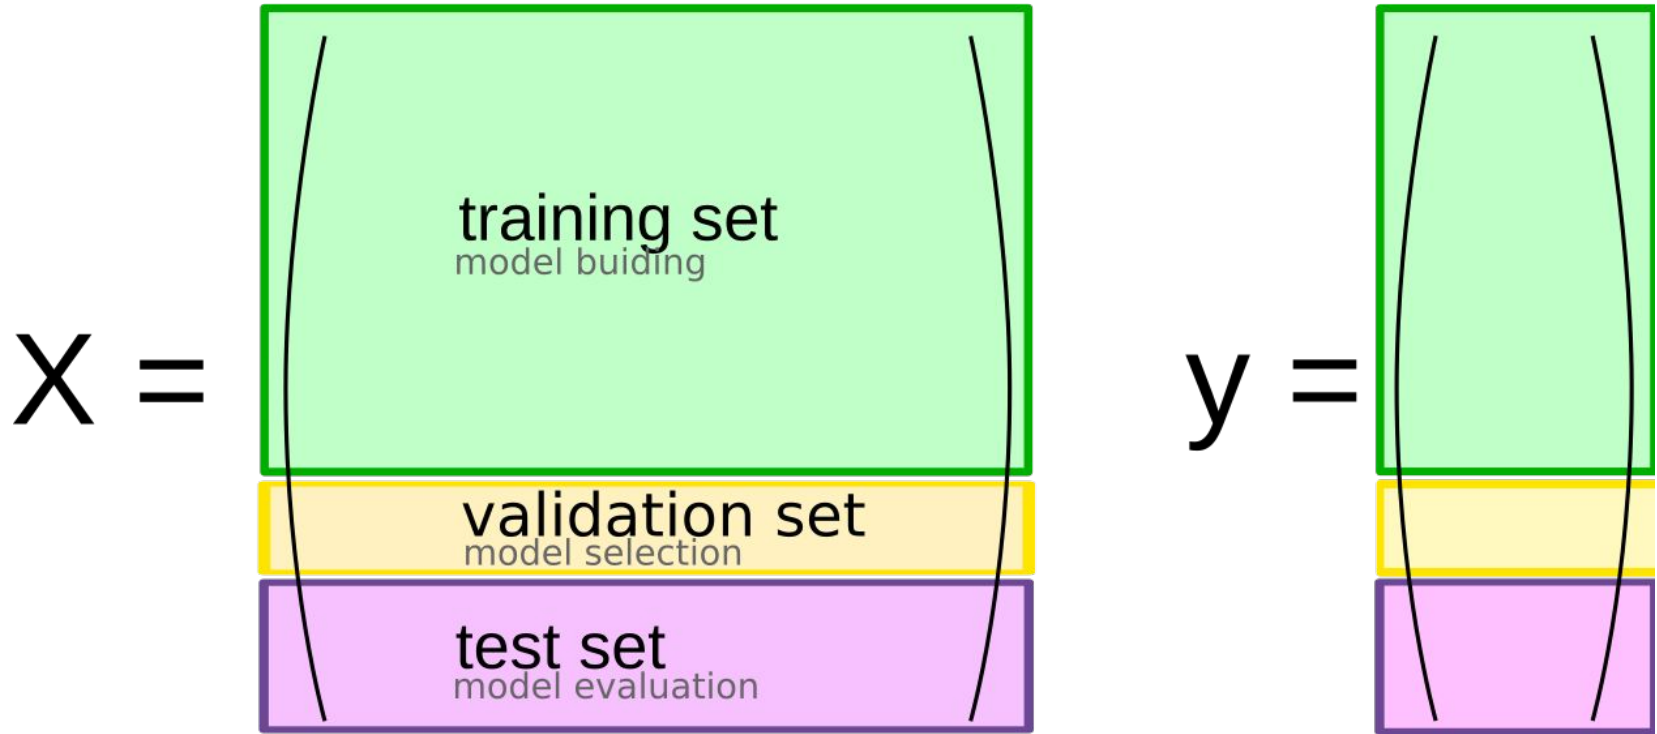 training set
model buiding
X =
y =
validation set
model selection
test set
model evaluation